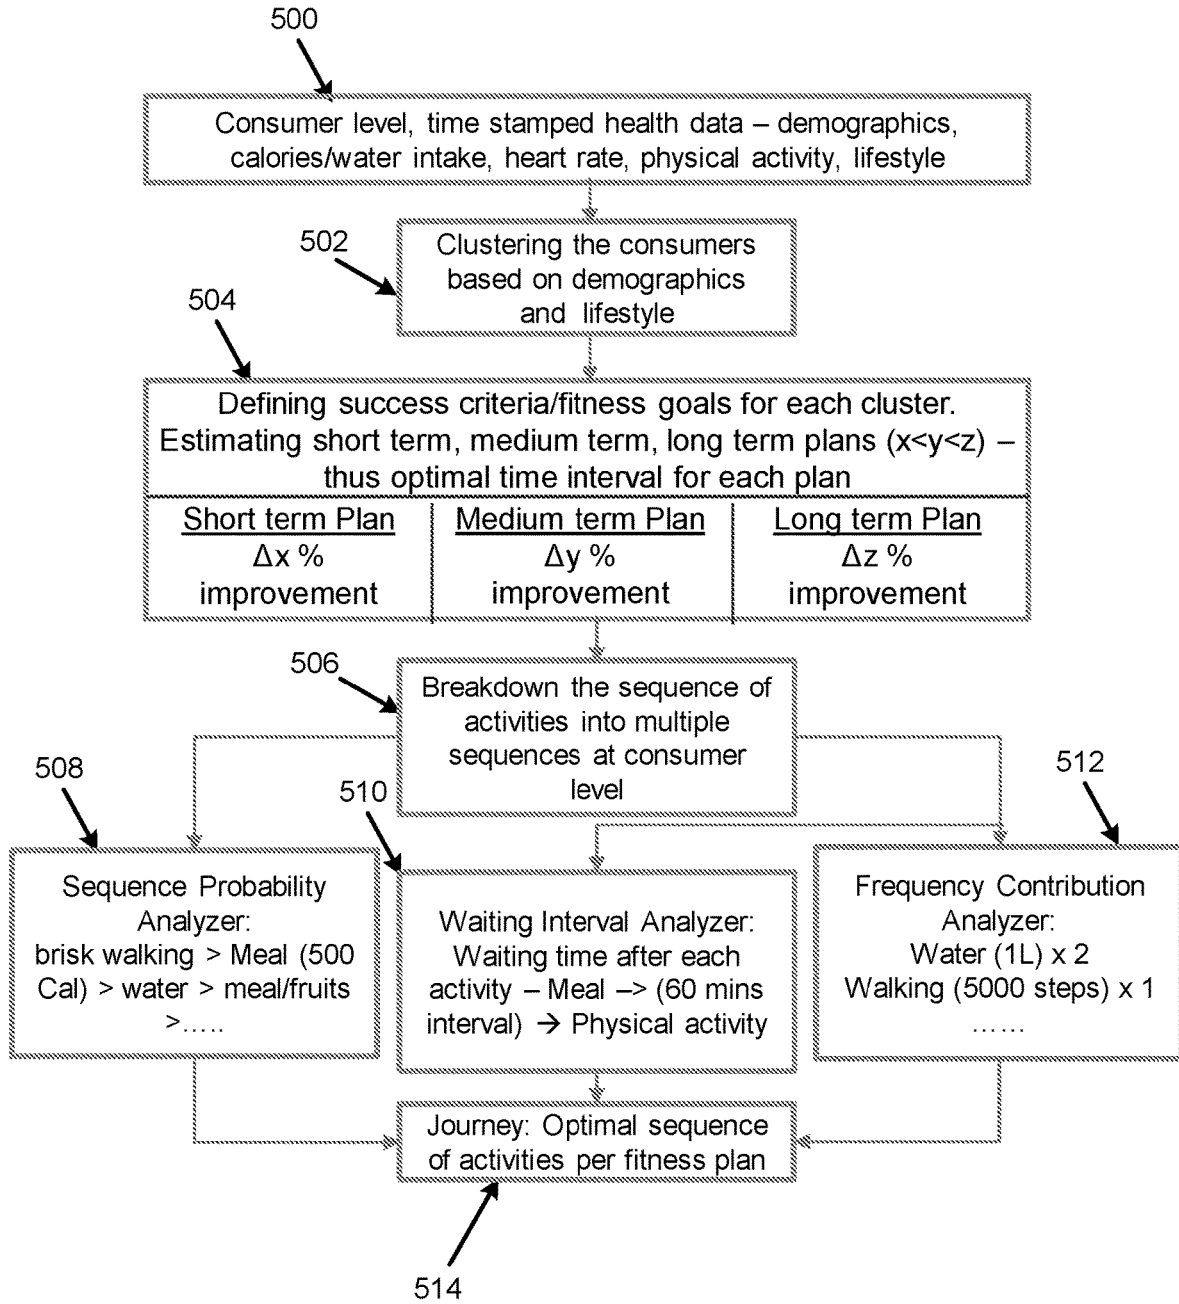 500
Consumer level, time stamped health data – demographics,
calories/water intake, heart rate, physical activity, lifestyle
502
Clustering the consumers
based on demographics
and lifestyle
504
Defining success criteria/fitness goals for each cluster.
Estimating short term, medium term, long term plans (x<y<z) –
thus optimal time interval for each plan
Short term Plan
Δx %
improvement
Medium term Plan
Δy %
improvement
Long term Plan
Δz %
improvement
506
Breakdown the sequence of
activities into multiple
sequences at consumer
level
508
Sequence Probability
Analyzer:
brisk walking > Meal (500
Cal) > water > meal/fruits
>.....
510
Waiting Interval Analyzer:
Waiting time after each
activity – Meal –> (60 mins
interval) → Physical activity
512
Frequency Contribution
Analyzer:
Water (1L) x 2
Walking (5000 steps) x 1
......
Journey: Optimal sequence
of activities per fitness plan
514